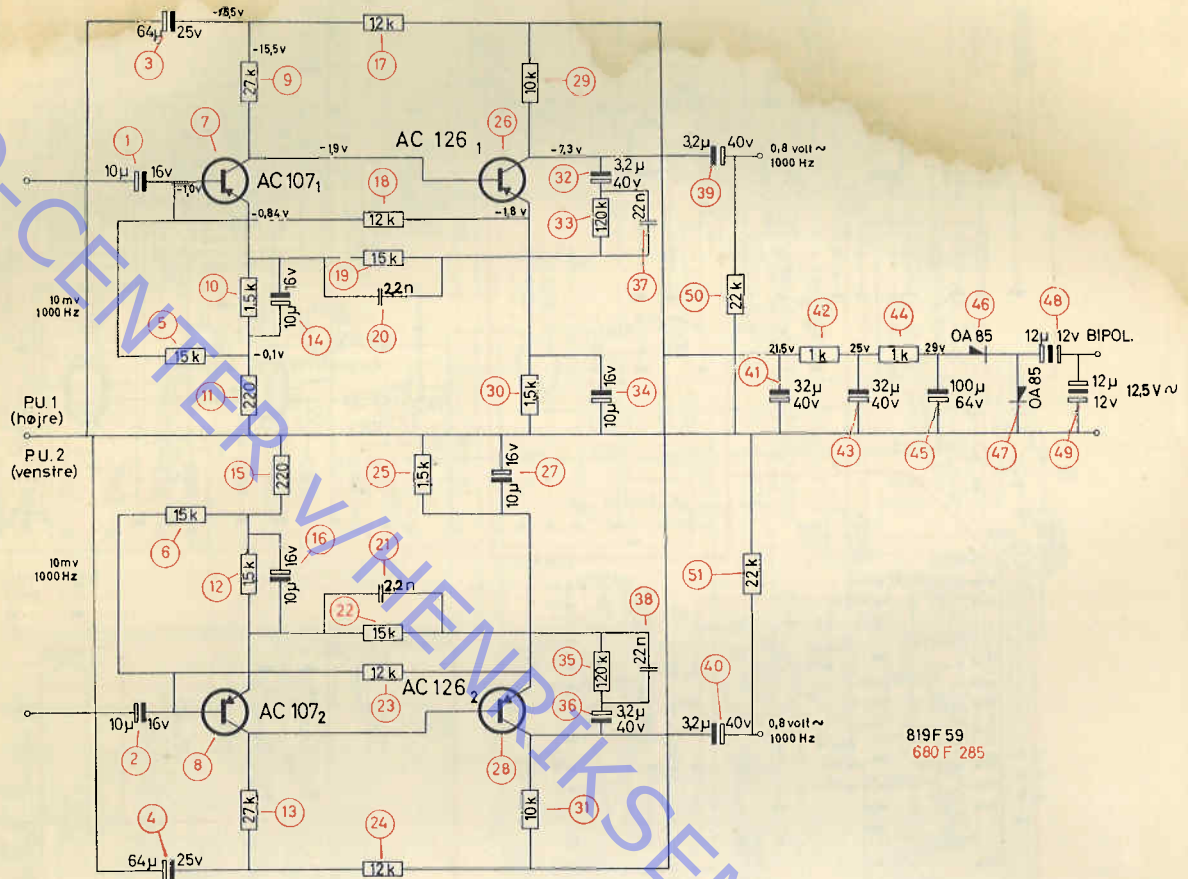 -15,5v
64µ 25v
3
12k
17
-15,5v
27k
9
10k
29
7
AC 126
1
26
1
10µ 16v
-1,0v
AC 107₁
-1,9v
-7,3v
3,2µ 40v
39
0,8 volt ~
1000 Hz
32
3,2µ
40v
18
12k
-0,84v
-1,8v
33
120k
22n
37
15k
19
2,2n
20
10
1,5k
16v
10µ
14
10mv
1000 Hz
5
15k
-0,1v
11
220
30
1,5k
16v
10µ
34
50
22k
42
1k
44
1k
46
OA 85
48
12µ 12v BIPOL.
21,5v
25v
29v
41
32µ
40v
32µ
40v
43
100µ
64v
45
OA 85
47
12µ
12v
49
12,5V ~
P.U.1
(højre)
P.U.2
(venstre)
15
220
25
1,5k
16v
10µ
27
15k
6
10mv
1000 Hz
12
15k
16
16v
10µ
21
2,2n
22
15k
51
22k
38
22n
35
120k
12k
23
AC 126
2
36
3,2µ
40v
40
3,2µ 40v
0,8 volt ~
1000 Hz
10µ 16v
2
8
AC 107₂
28
819 F 59
680 F 285
27k
13
10k
31
4
64µ 25v
24
12k
D-CENTER V/HENRIKSEN